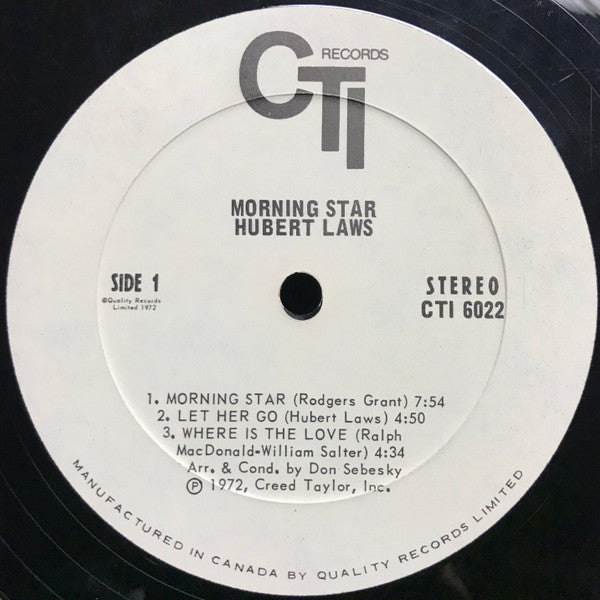 CTI RECORDS
MORNING STAR
HUBERT LAWS
SIDE 1
©Quality Records
Limited 1972
STEREO
CTI 6022
1. MORNING STAR (Rodgers Grant) 7:54
2. LET HER GO (Hubert Laws) 4:50
3. WHERE IS THE LOVE (Ralph
MacDonald-William Salter) 4:34
Arr. & Cond. by Don Sebesky
Ⓟ 1972, Creed Taylor, Inc.
MANUFACTURED IN CANADA BY QUALITY RECORDS LIMITED